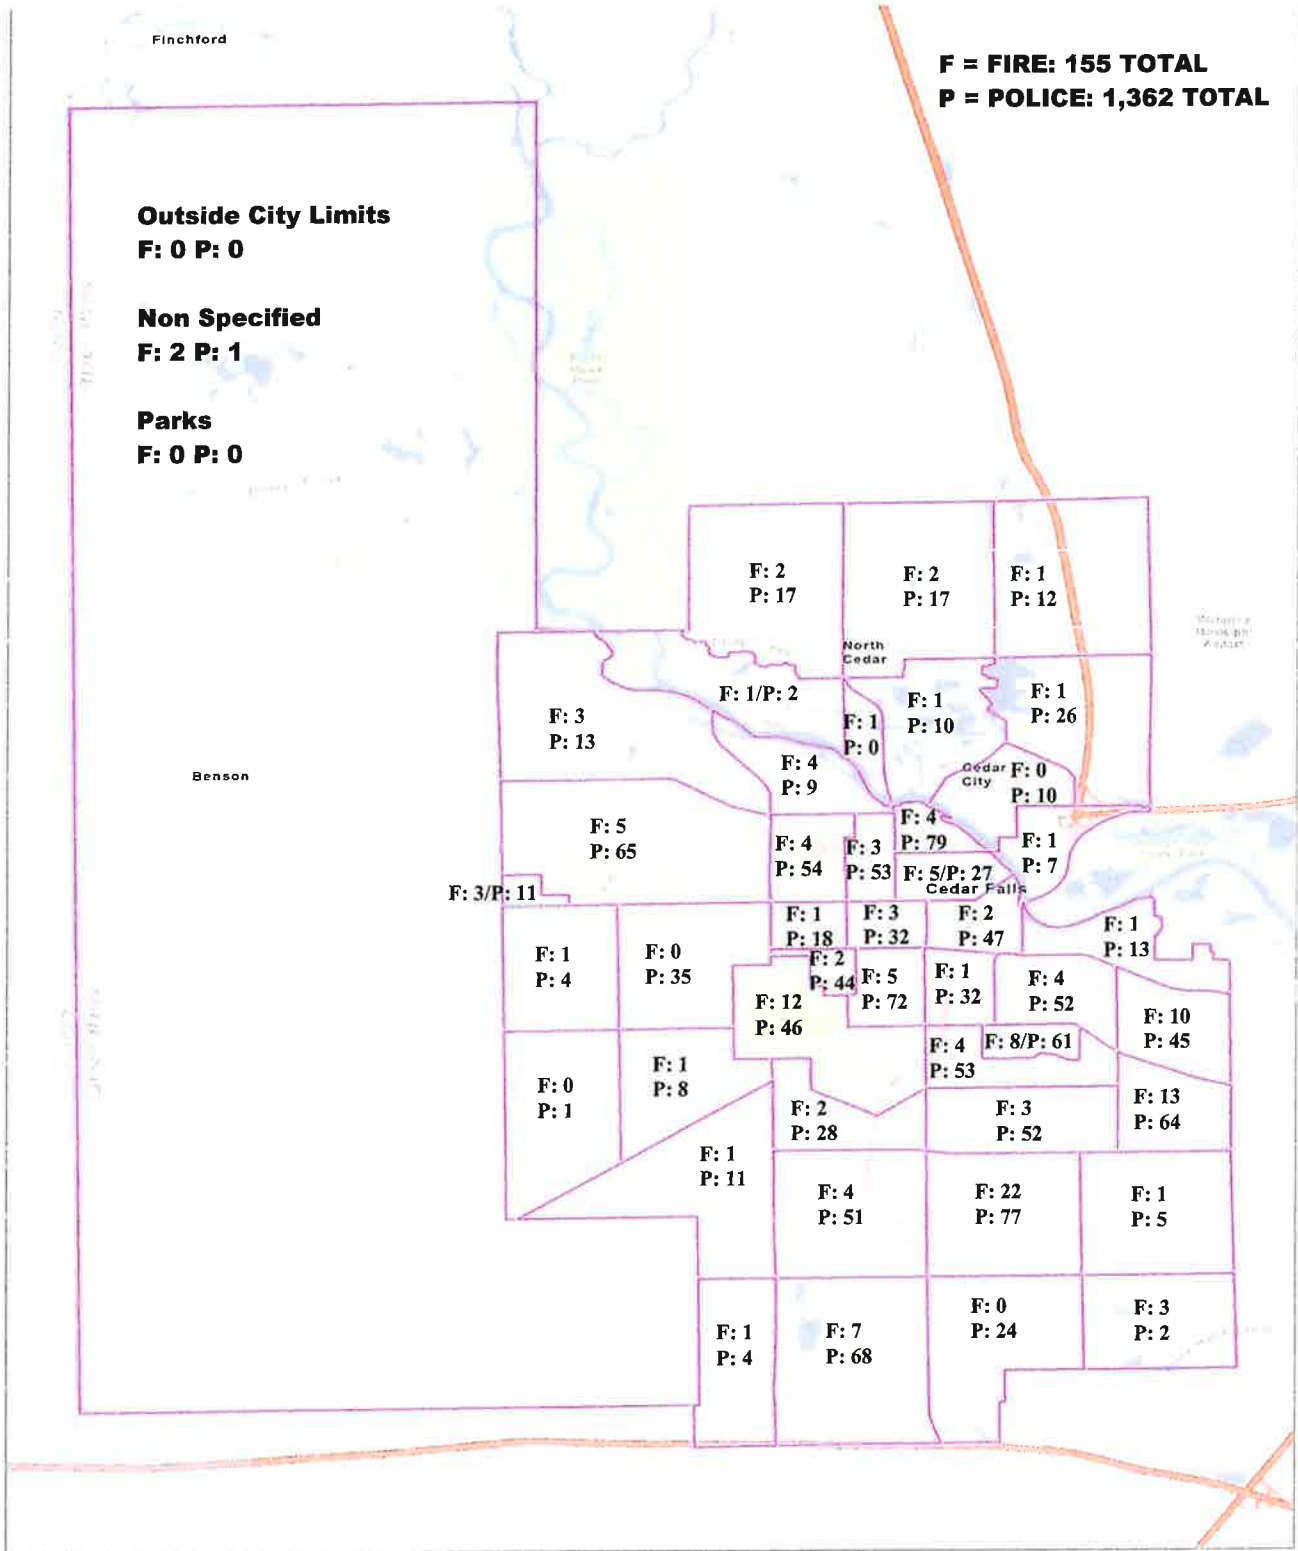 Finchford
F = FIRE: 155 TOTAL
P = POLICE: 1,362 TOTAL
Outside City Limits
F: 0 P: 0
Non Specified
F: 2 P: 1
Parks
F: 0 P: 0
F: 2
P: 17
F: 2
P: 17
F: 1
P: 12
North
Cedar
F: 1/P: 2
F: 3
P: 13
F: 1
P: 0
F: 1
P: 10
F: 1
P: 26
Benson
F: 4
P: 9
Cedar
City
F: 0
P: 10
F: 5
P: 65
F: 4
P: 54
F: 3
P: 53
F: 4
P: 79
F: 5/P: 27
F: 1
P: 7
Cedar Falls
F: 3/P: 11
F: 1
P: 18
F: 3
P: 32
F: 2
P: 47
F: 1
P: 13
F: 1
P: 4
F: 0
P: 35
F: 2
P: 44
F: 5
P: 72
F: 1
P: 32
F: 4
P: 52
F: 12
P: 46
F: 10
P: 45
F: 4
P: 53
F: 8/P: 61
F: 0
P: 1
F: 1
P: 8
F: 2
P: 28
F: 3
P: 52
F: 13
P: 64
F: 1
P: 11
F: 4
P: 51
F: 22
P: 77
F: 1
P: 5
F: 1
P: 4
F: 7
P: 68
F: 0
P: 24
F: 3
P: 2